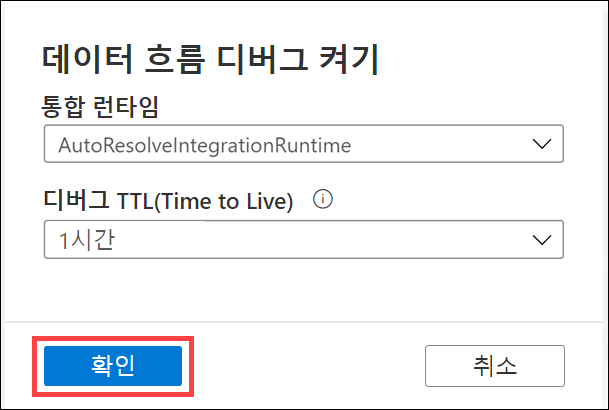 데이터 흐름 디버그 켜기
통합 런타임
AutoResolveIntegrationRuntime
디버그 TTL(Time to Live)
1시간
확인
취소